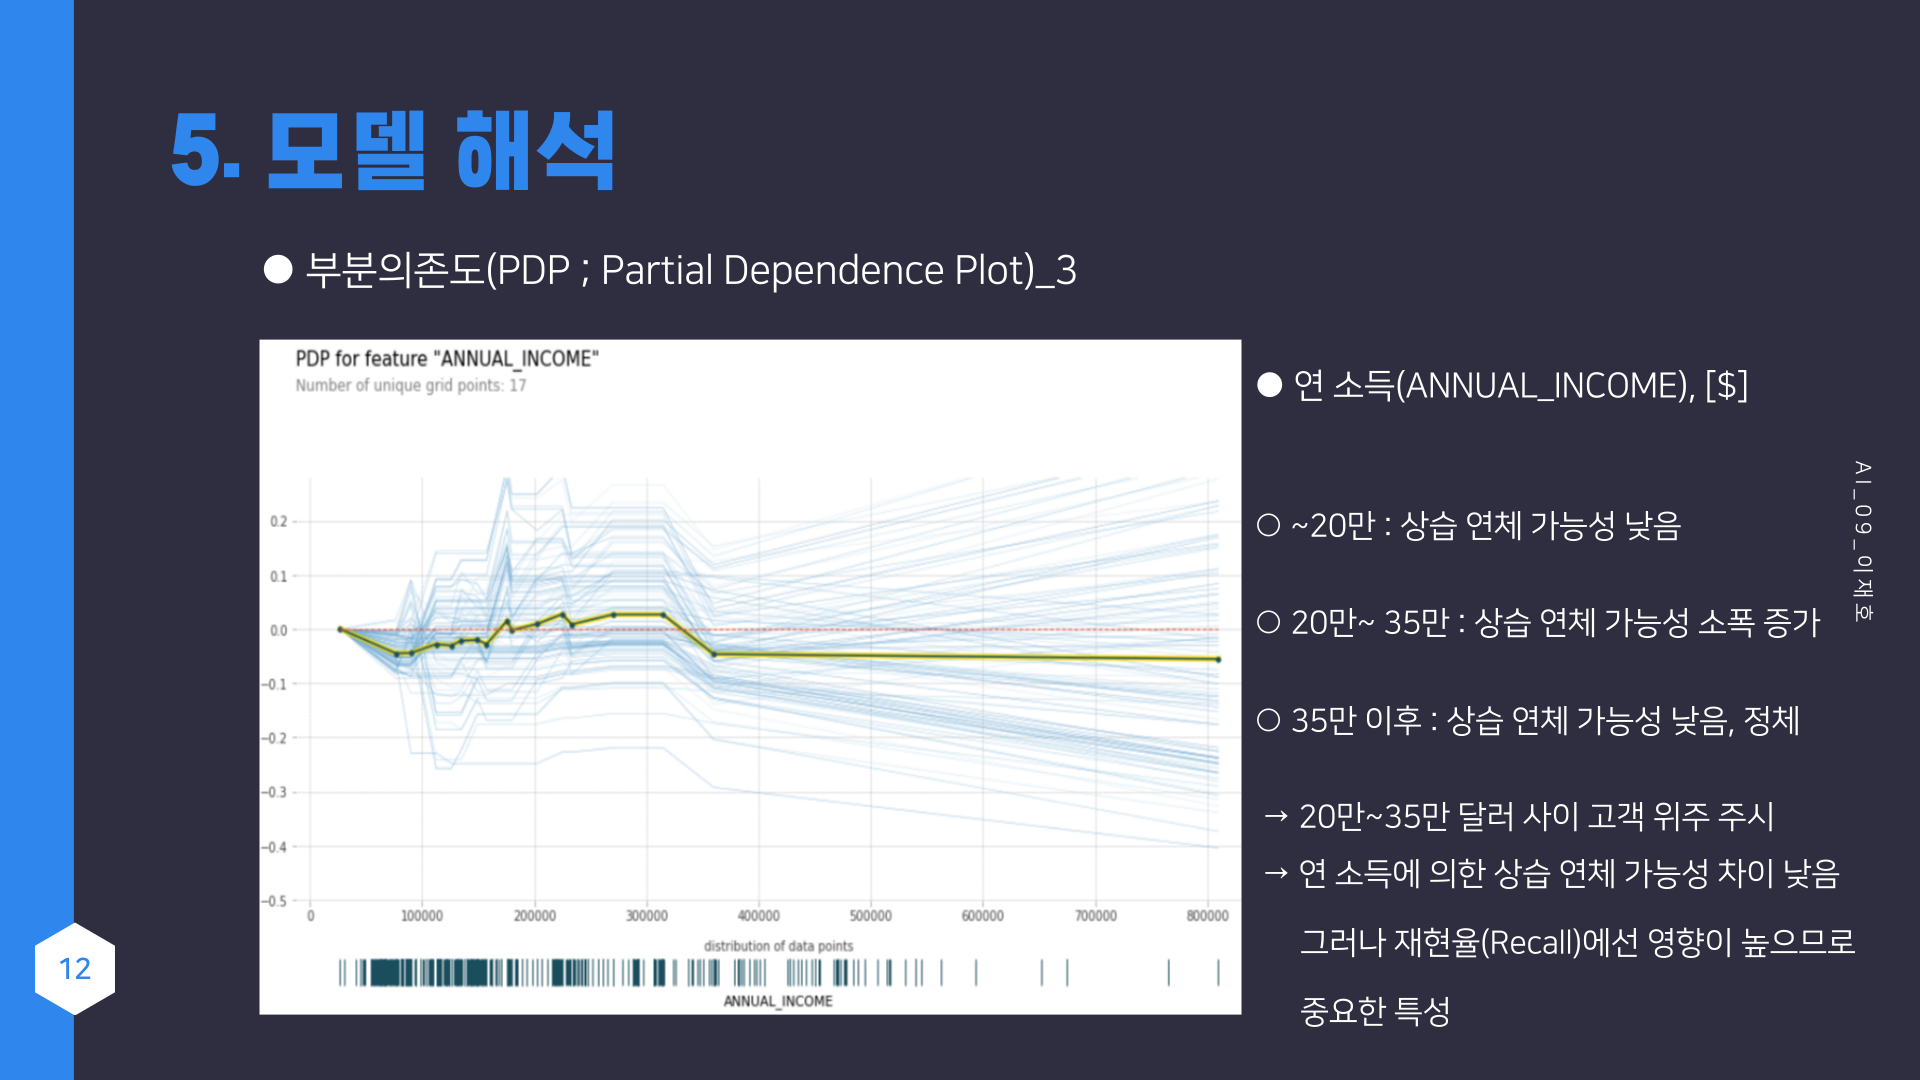 5. 모델 해석
● 부분의존도(PDP ; Partial Dependence Plot)_3
PDP for feature "ANNUAL_INCOME"
Number of unique grid points: 17
0.2
0.1
0.0
−0.1
−0.2
−0.3
−0.4
−0.5
0 100000 200000 300000 400000 500000 600000 700000 800000
distribution of data points
ANNUAL_INCOME
● 연 소득(ANNUAL_INCOME), [$]
○ ~20만 : 상습 연체 가능성 낮음
○ 20만~ 35만 : 상습 연체 가능성 소폭 증가
○ 35만 이후 : 상습 연체 가능성 낮음, 정체
→ 20만~35만 달러 사이 고객 위주 주시
→ 연 소득에 의한 상습 연체 가능성 차이 낮음
그러나 재현율(Recall)에선 영향이 높으므로
중요한 특성
AI_09_이재호
12